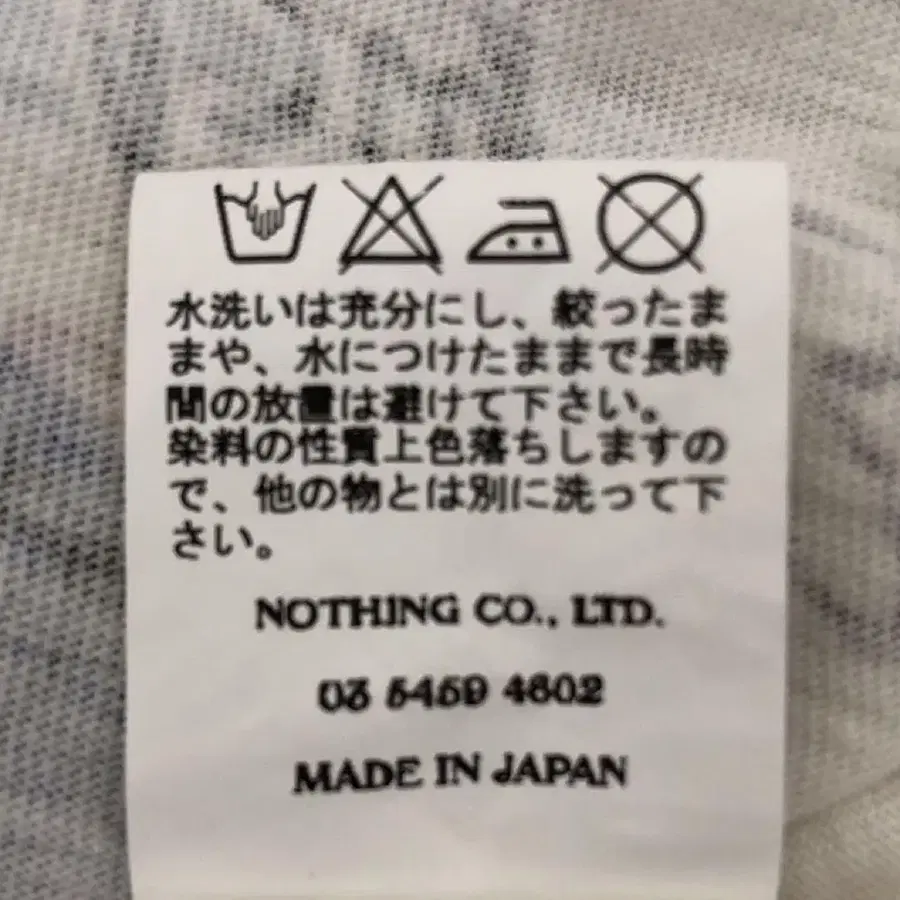 水洗いは充分にし、絞ったま
まや、水につけたままで長時
間の放置は避けて下さい。
染料の性質上色落ちしますの
で、他の物とは別に洗って下
さい。
NOTHING CO., LTD.
03 5459 4602
MADE IN JAPAN